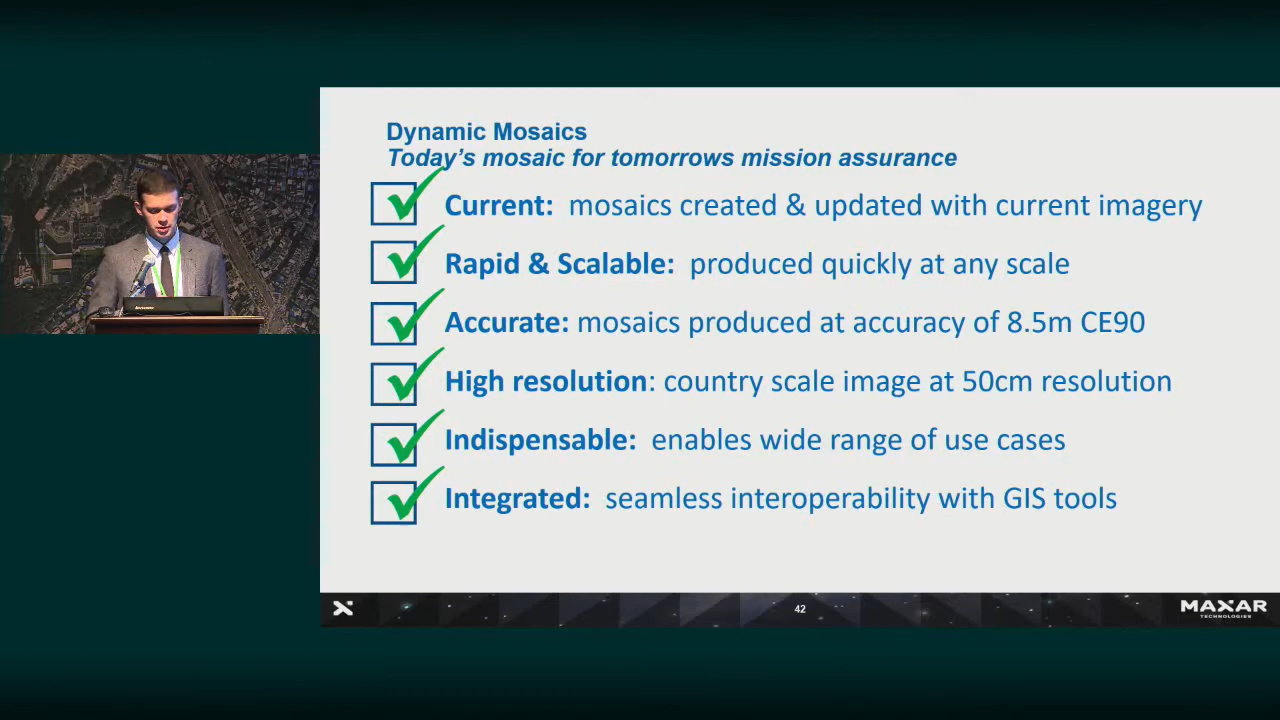 Dynamic Mosaics
Today's mosaic for tomorrows mission assurance
Current: mosaics created & updated with current imagery
Rapid & Scalable: produced quickly at any scale
Accurate: mosaics produced at accuracy of 8.5m CE90
High resolution: country scale image at 50cm resolution
Indispensable: enables wide range of use cases
Integrated: seamless interoperability with GIS tools
42
MAXAR
TECHNOLOGIES